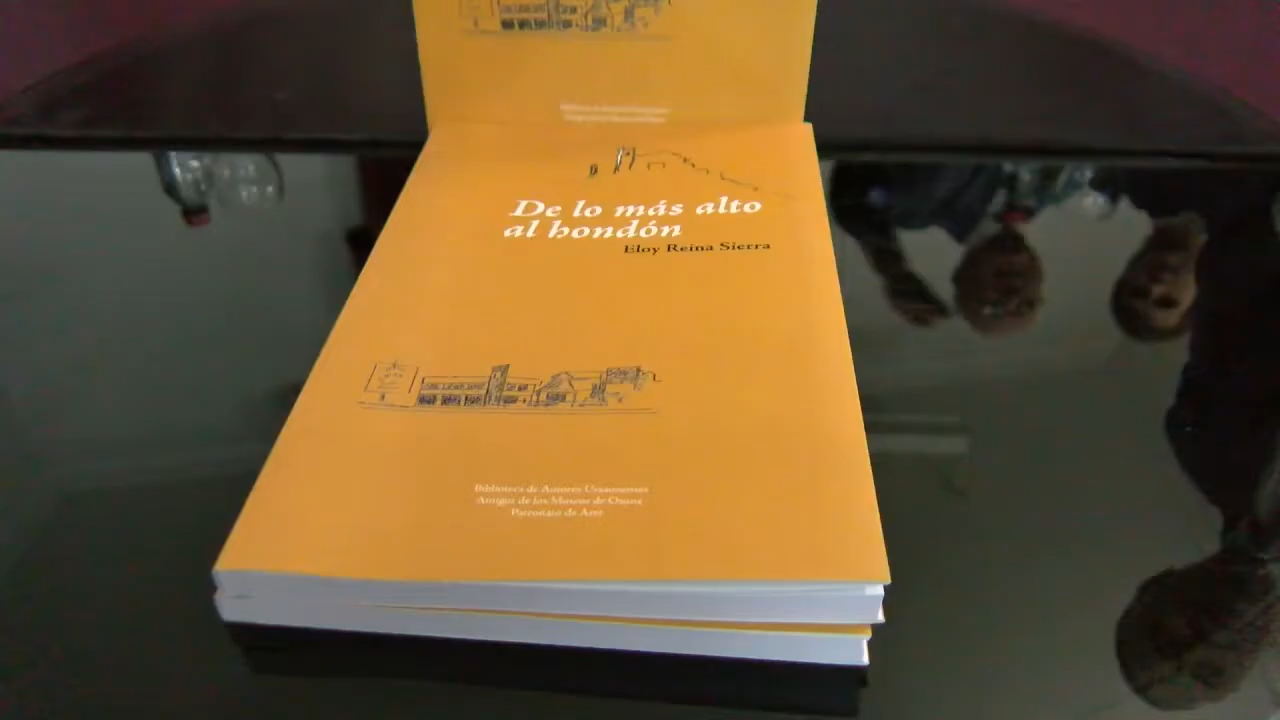 De lo más alto
al hondón
Eloy Reina Sierra
Biblioteca de Autores Ursaonenses
Amigos de los Museos de Osuna
Patronato de Arte